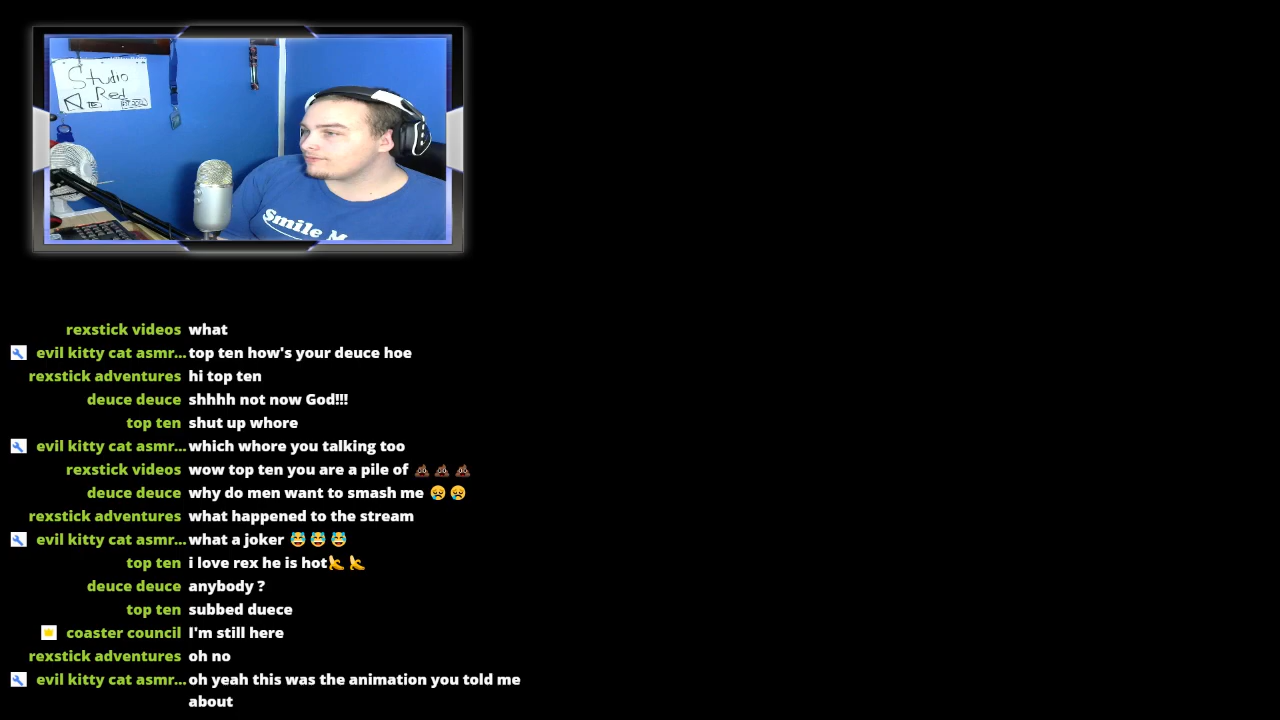 Studio
Red
Smile M
rexstick videos what
evil kitty cat asmr... top ten how's your deuce hoe
rexstick adventures hi top ten
deuce deuce shhhh not now God!!!
top ten shut up whore
evil kitty cat asmr... which whore you talking too
rexstick videos wow top ten you are a pile of 💩 💩 💩
deuce deuce why do men want to smash me 😪 😪
rexstick adventures what happened to the stream
evil kitty cat asmr... what a joker 😹 😹 😹
top ten i love rex he is hot
deuce deuce anybody ?
top ten subbed duece
coaster council I'm still here
rexstick adventures oh no
evil kitty cat asmr... oh yeah this was the animation you told me
about